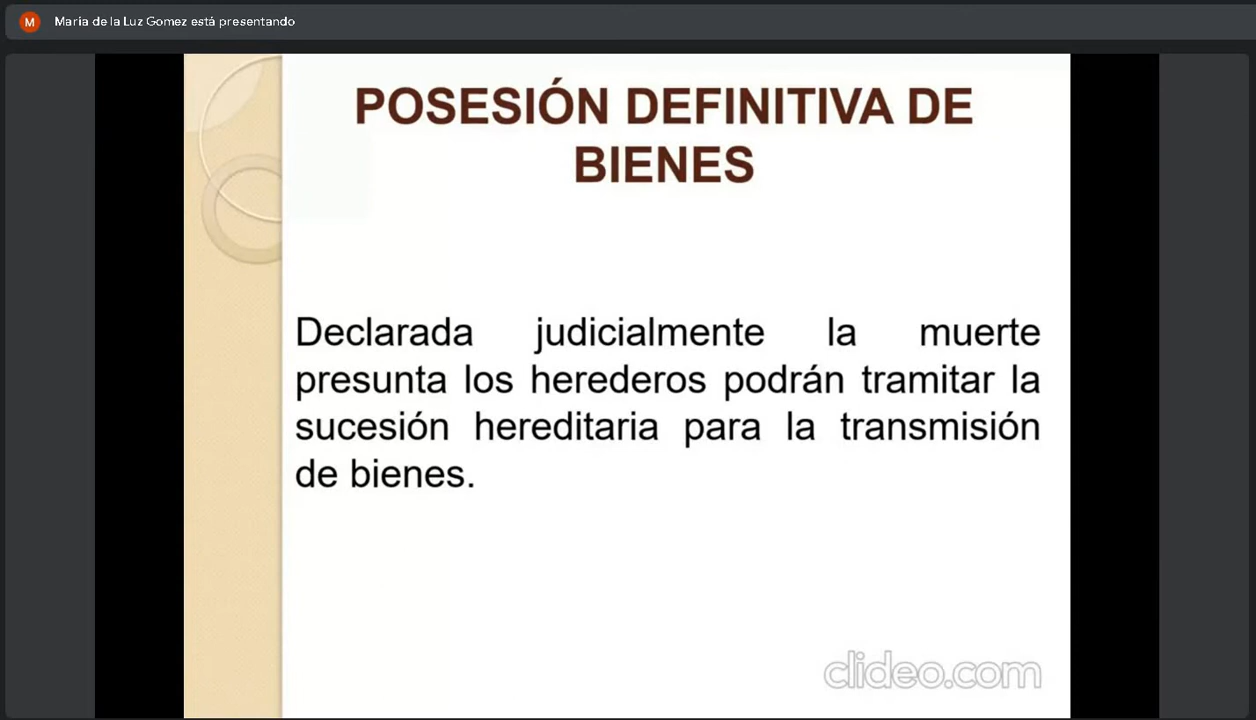 M
María de la Luz Gomez está presentando
POSESIÓN DEFINITIVA DE
BIENES
Declarada judicialmente la muerte
presunta los herederos podrán tramitar la
sucesión hereditaria para la transmisión
de bienes.
clideo.com